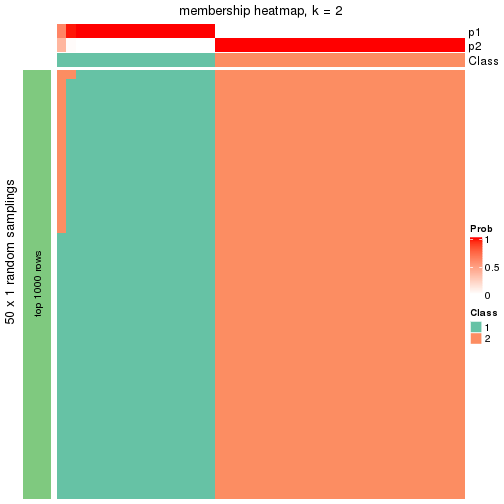 membership heatmap, k = 2
p1
p2
Class
50 x 1 random samplings
top 1000 rows
Prob
1
0.5
0
Class
1
2